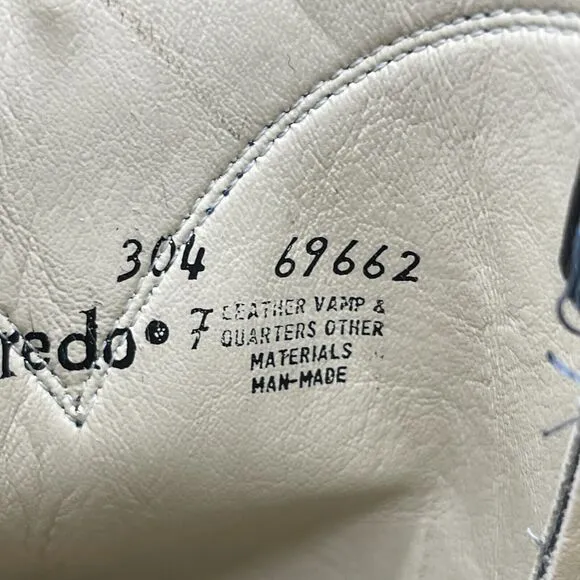 304 69662
redo® 7
LEATHER VAMP &
QUARTERS OTHER
MATERIALS
MAN-MADE